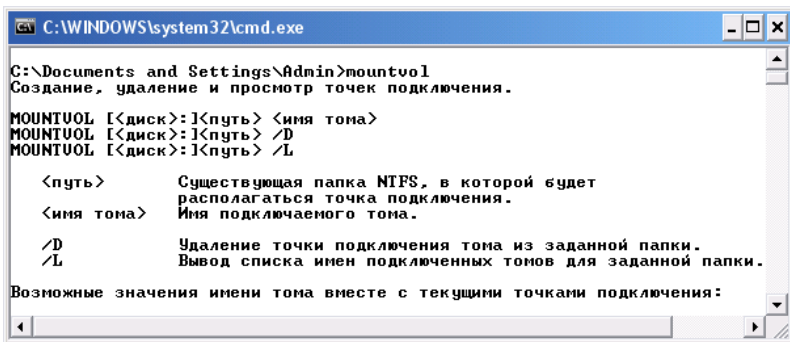 C:\WINDOWS\system32\cmd.exe
C:\Documents and Settings\Admin>mountvol
Создание, удаление и просмотр точек подключения.
MOUNTVOL [<диск>:]<путь> <имя тома>
MOUNTVOL [<диск>:]<путь> /D
MOUNTVOL [<диск>:]<путь> /L
<путь> Существующая папка NTFS, в которой будет
располагаться точка подключения.
<имя тома> Имя подключаемого тома.
/D Удаление точки подключения тома из заданной папки.
/L Вывод списка имен подключенных томов для заданной папки.
Возможные значения имени тома вместе с текущими точками подключения: